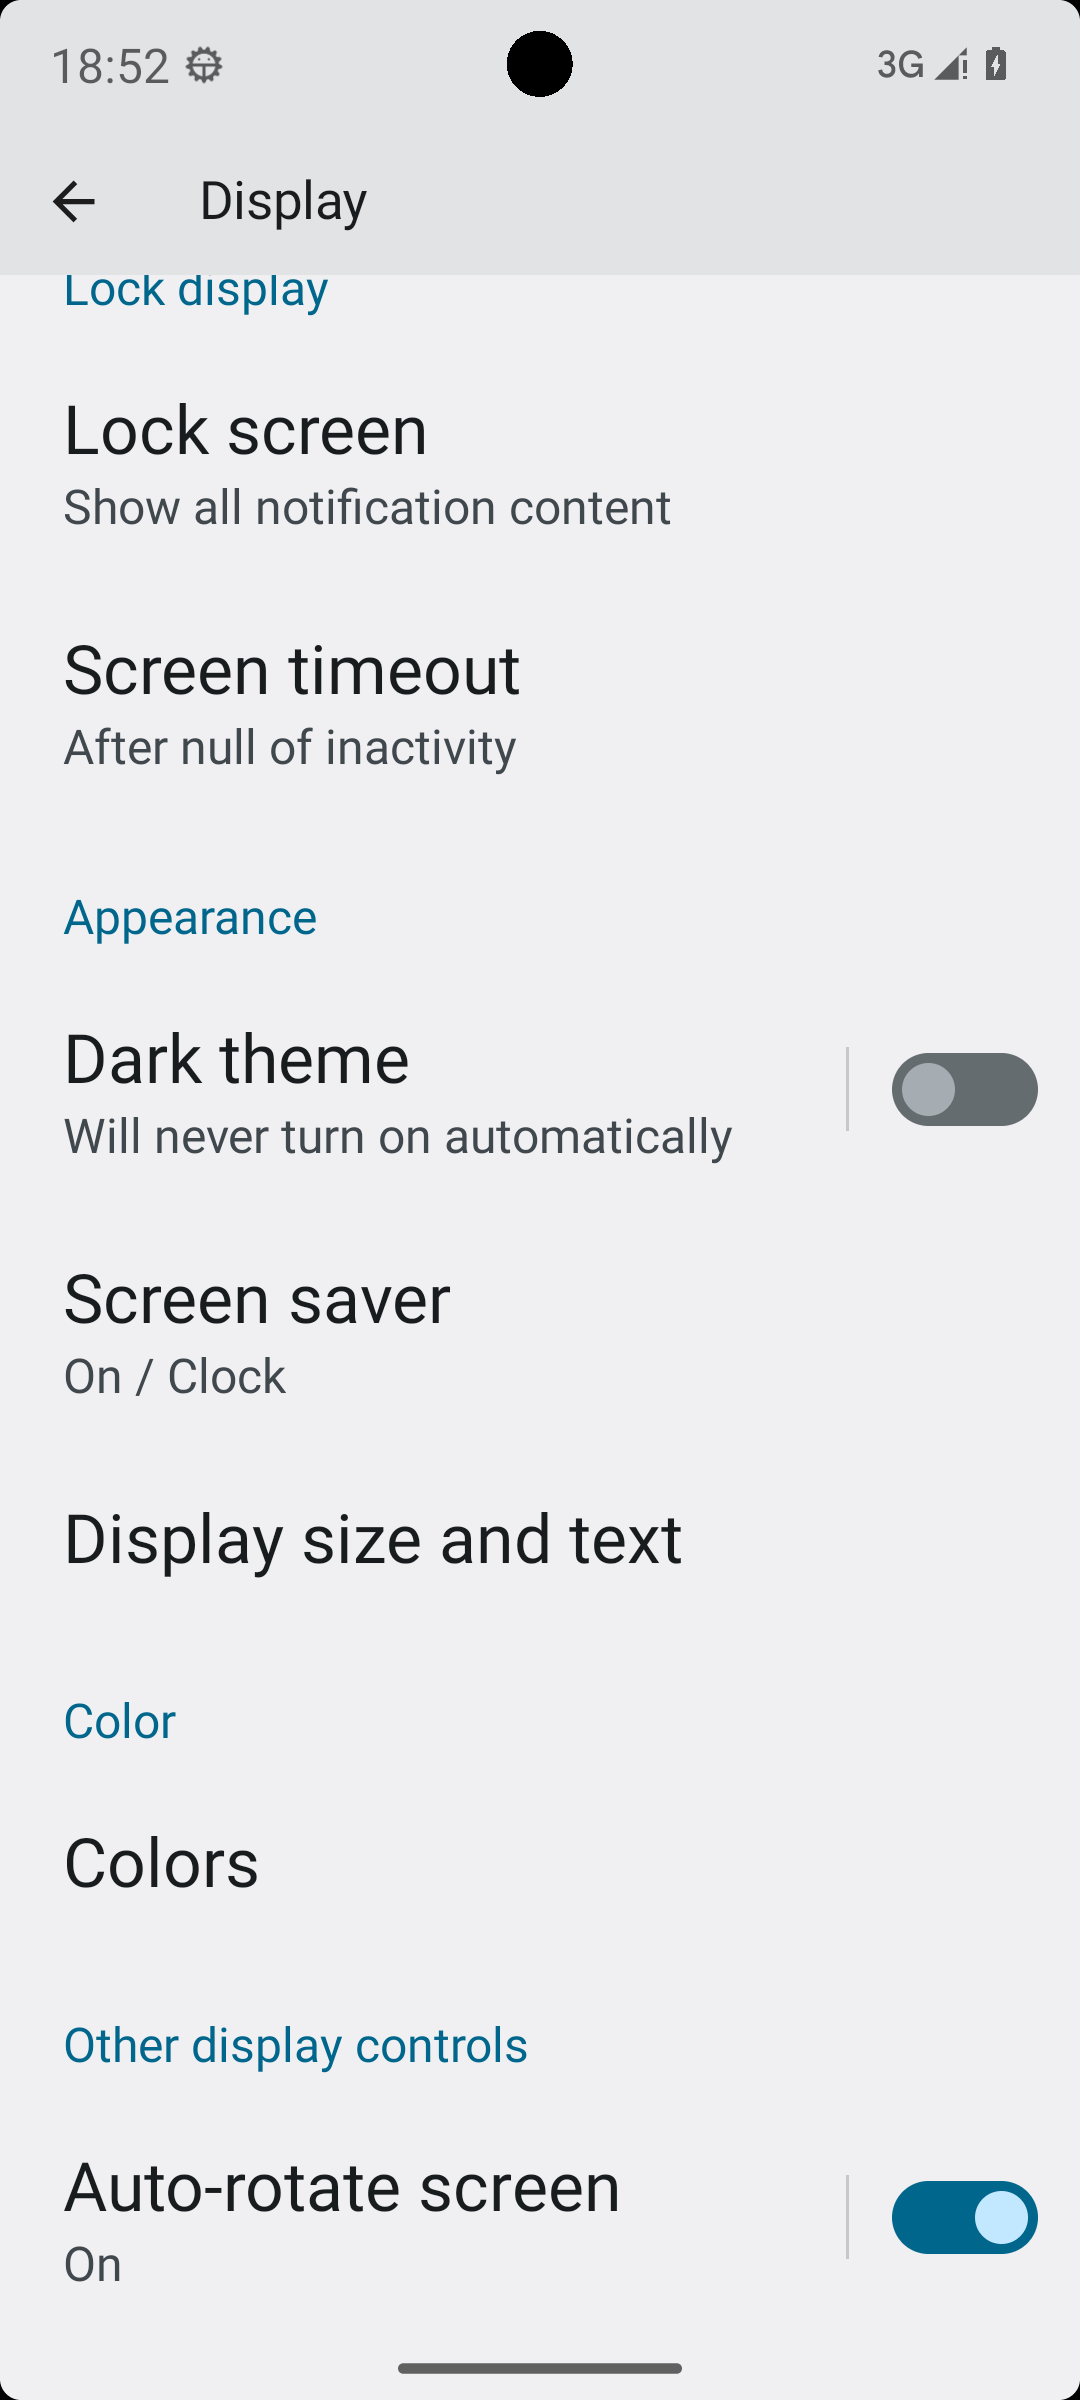 18:52
3G
Display
Lock display
Lock screen
Show all notification content
Screen timeout
After null of inactivity
Appearance
Dark theme
Will never turn on automatically
Screen saver
On / Clock
Display size and text
Color
Colors
Other display controls
Auto-rotate screen
On